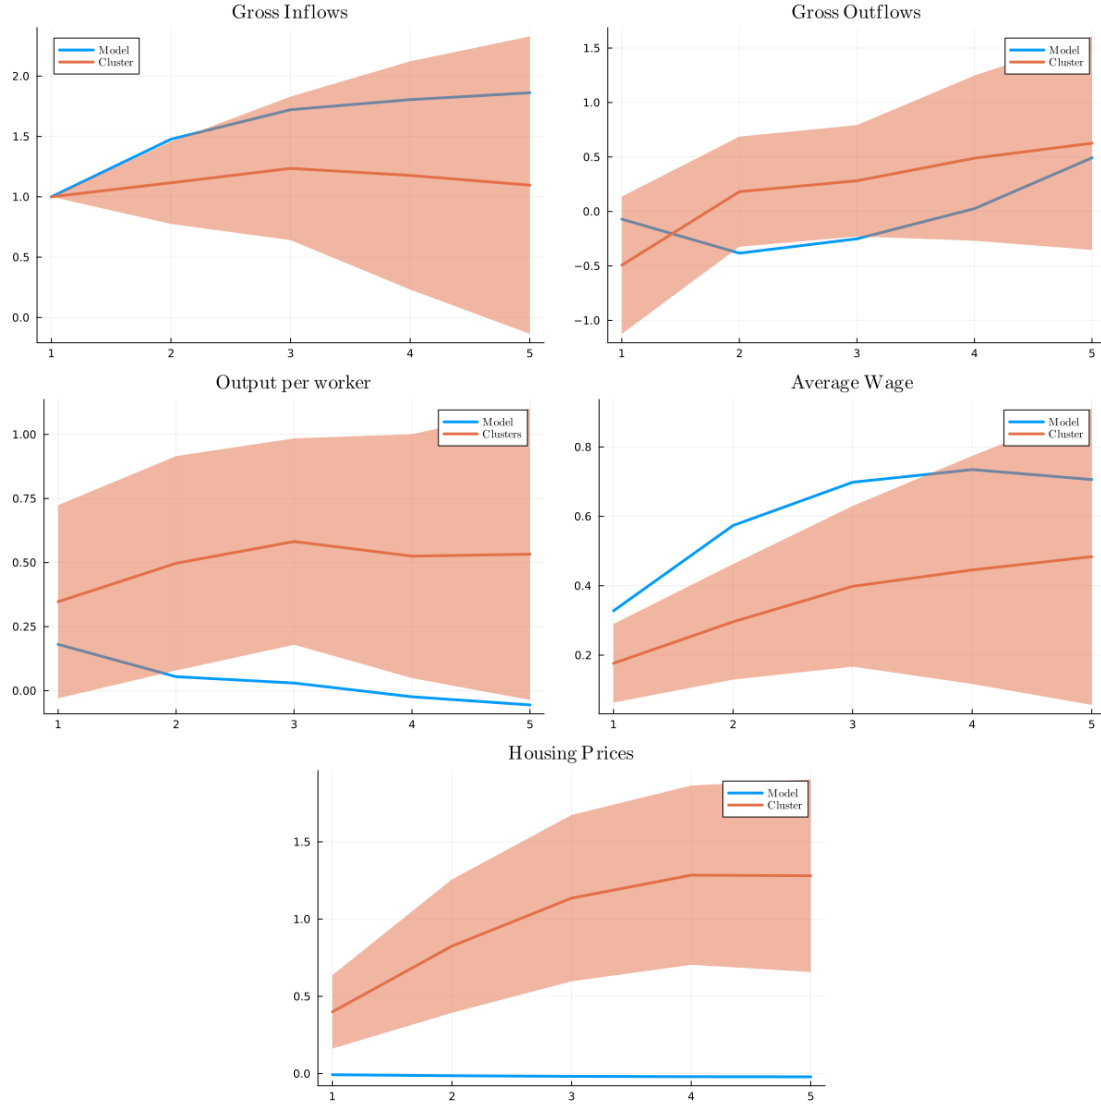 Gross Inflows
Model
Cluster
2.0
1.5
1.0
0.5
0.0
1 2 3 4 5
Gross Outflows
Model
Cluster
1.5
1.0
0.5
0.0
−0.5
−1.0
1 2 3 4 5
Output per worker
Model
Clusters
1.00
0.75
0.50
0.25
0.00
1 2 3 4 5
Average Wage
Model
Cluster
0.8
0.6
0.4
0.2
1 2 3 4 5
Housing Prices
Model
Cluster
1.5
1.0
0.5
0.0
1 2 3 4 5